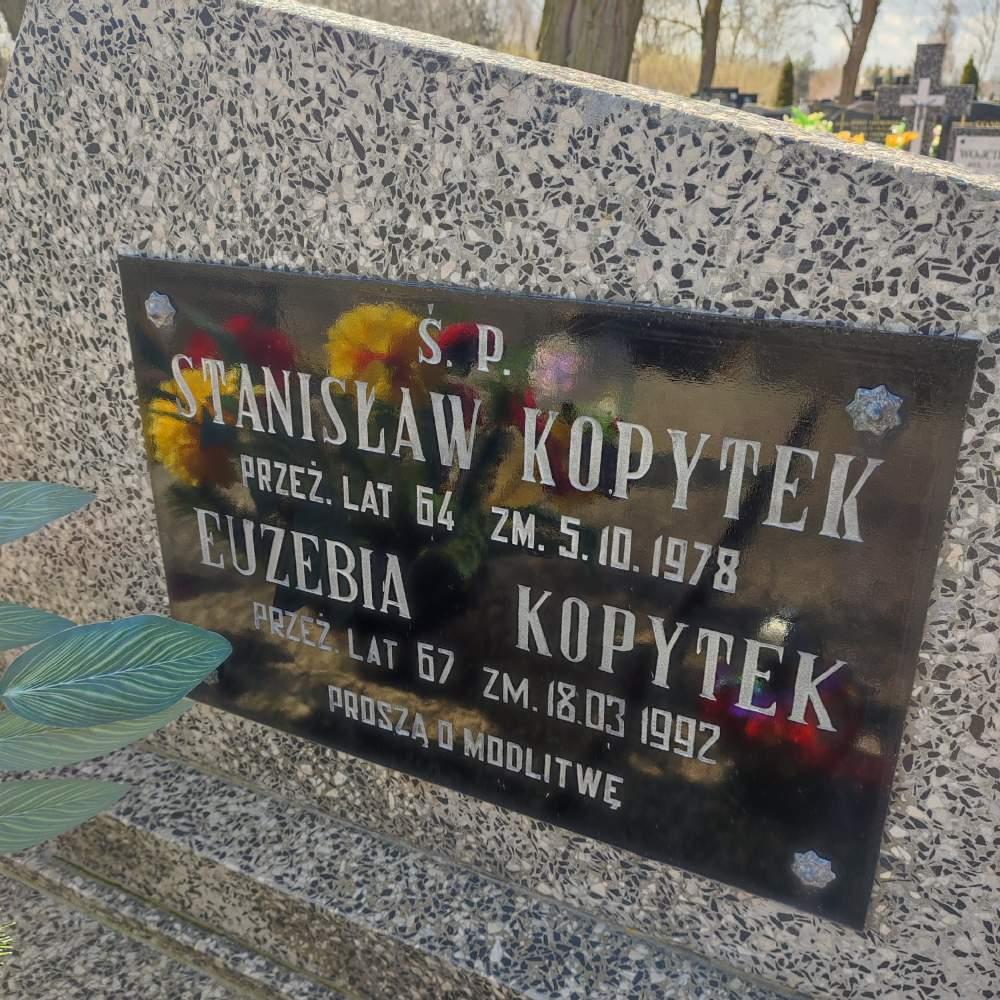 Ś. P.
STANISŁAW KOPYTEK
PRZEŻ. LAT 64 ZM. 5.10.1978
EUZEBIA KOPYTEK
PRZEŻ. LAT 67 ZM. 18.03 1992
PROSZĄ O MODLITWĘ